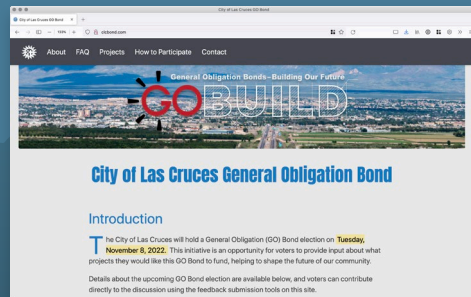 City of Las Cruces GO Bond
City of Las Cruces GO Bond
clcbond.com
About FAQ Projects How to Participate Contact
General Obligation Bonds–Building Our Future
GO BUILD
City of Las Cruces General Obligation Bond
Introduction
The City of Las Cruces will hold a General Obligation (GO) Bond election on Tuesday,
November 8, 2022. This initiative is an opportunity for voters to provide input about what
projects they would like this GO Bond to fund, helping to shape the future of our community.
Details about the upcoming GO Bond election are available below, and voters can contribute
directly to the discussion using the feedback submission tools on this site.